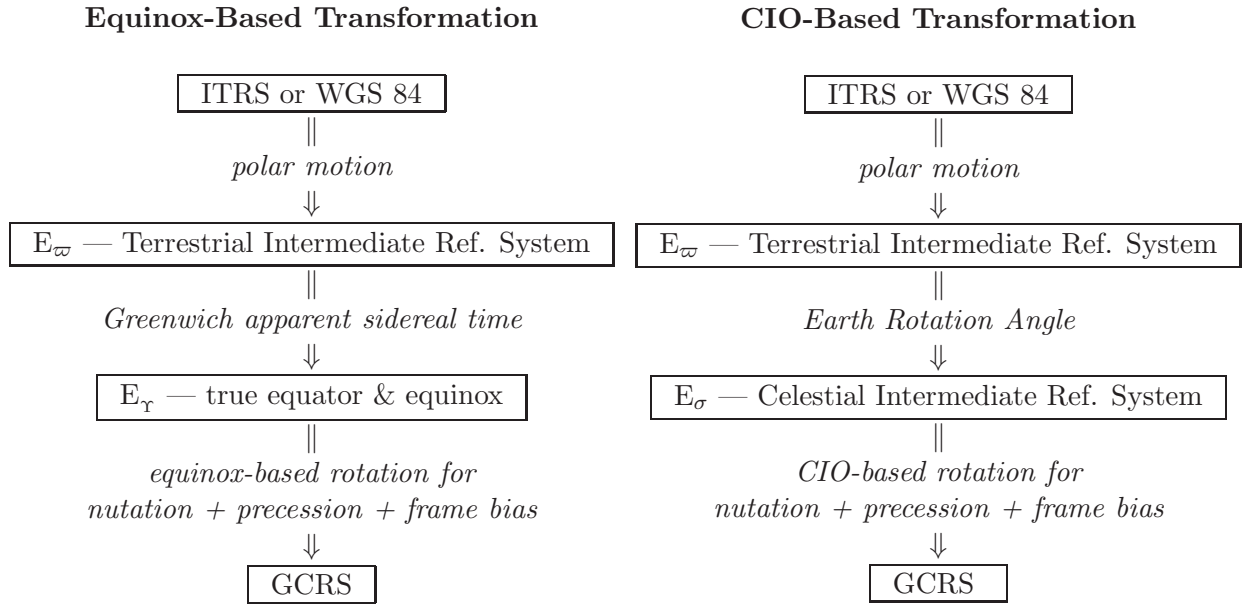 Equinox-Based Transformation
ITRS or WGS 84
polar motion
E_ϖ — Terrestrial Intermediate Ref. System
Greenwich apparent sidereal time
E_ϒ — true equator & equinox
equinox-based rotation for
nutation + precession + frame bias
GCRS
CIO-Based Transformation
ITRS or WGS 84
polar motion
E_ϖ — Terrestrial Intermediate Ref. System
Earth Rotation Angle
E_σ — Celestial Intermediate Ref. System
CIO-based rotation for
nutation + precession + frame bias
GCRS